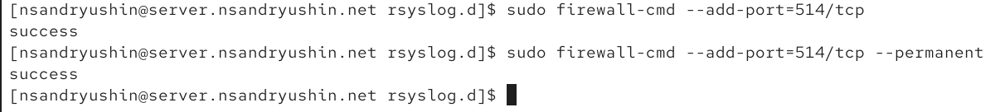 [nsandryushin@server.nsandryushin.net rsyslog.d]$ sudo firewall-cmd --add-port=514/tcp
success
[nsandryushin@server.nsandryushin.net rsyslog.d]$ sudo firewall-cmd --add-port=514/tcp --permanent
success
[nsandryushin@server.nsandryushin.net rsyslog.d]$